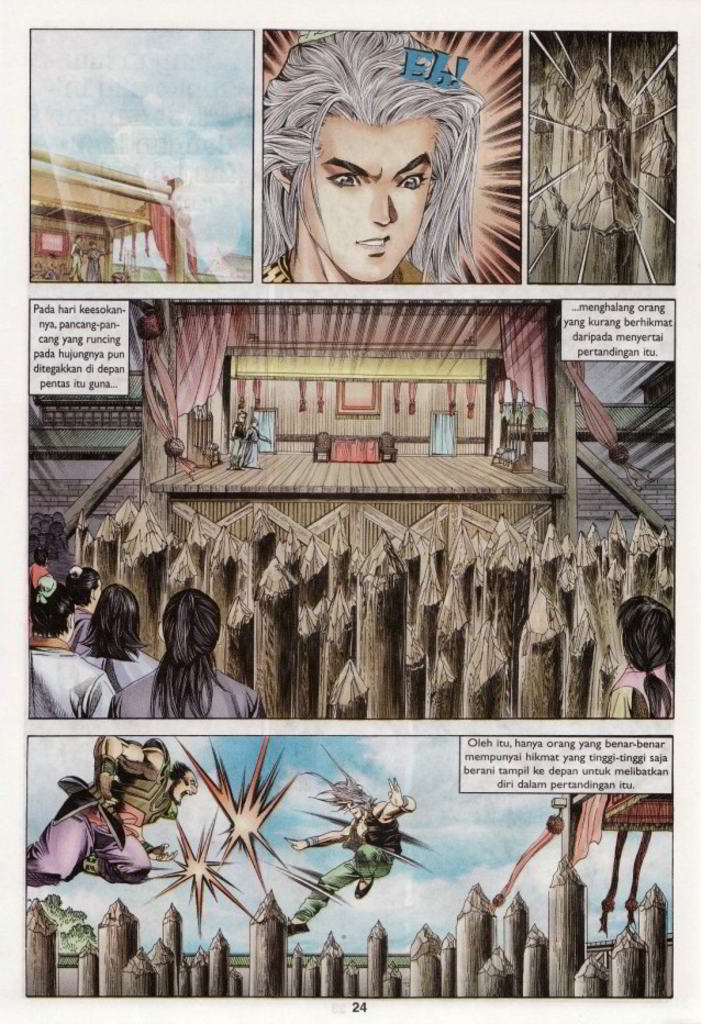 Eh!
Pada hari keesokan-
nya, pancang-pan-
cang yang runcing
pada hujungnya pun
ditegakkan di depan
pentas itu guna...
...menghalang orang
yang kurang berhikmat
daripada menyertai
pertandingan itu.
Oleh itu, hanya orang yang benar-benar
mempunyai hikmat yang tinggi-tinggi saja
berani tampil ke depan untuk melibatkan
diri dalam pertandingan itu.
24